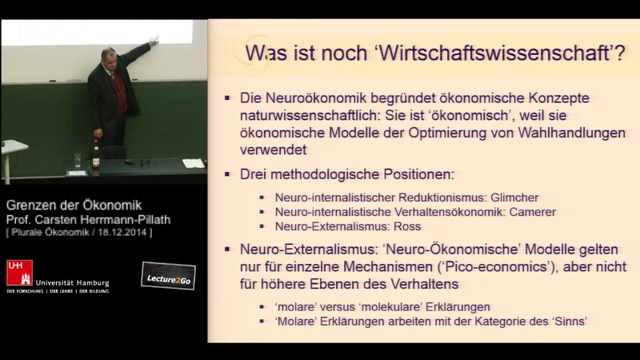 Was ist noch ‘Wirtschaftswissenschaft’?
Die Neuroökonomik begründet ökonomische Konzepte
naturwissenschaftlich: Sie ist ‘ökonomisch’, weil sie
ökonomische Modelle der Optimierung von Wahlhandlungen
verwendet
Drei methodologische Positionen:
Neuro-internalistischer Reduktionismus: Glimcher
Neuro-internalistische Verhaltensökonomik: Camerer
Neuro-Externalismus: Ross
Neuro-Externalismus: ‘Neuro-Ökonomische’ Modelle gelten
nur für einzelne Mechanismen (‘Pico-economics’), aber nicht
für höhere Ebenen des Verhaltens
‘molare’ versus ‘molekulare’ Erklärungen
‘Molare’ Erklärungen arbeiten mit der Kategorie des ‘Sinns’
Grenzen der Ökonomik
Prof. Carsten Herrmann-Pillath
[ Plurale Ökonomik / 18.12.2014 ]
UH
Universität Hamburg
DER FORSCHUNG | DER LEHRE | DER BILDUNG
Lecture2Go